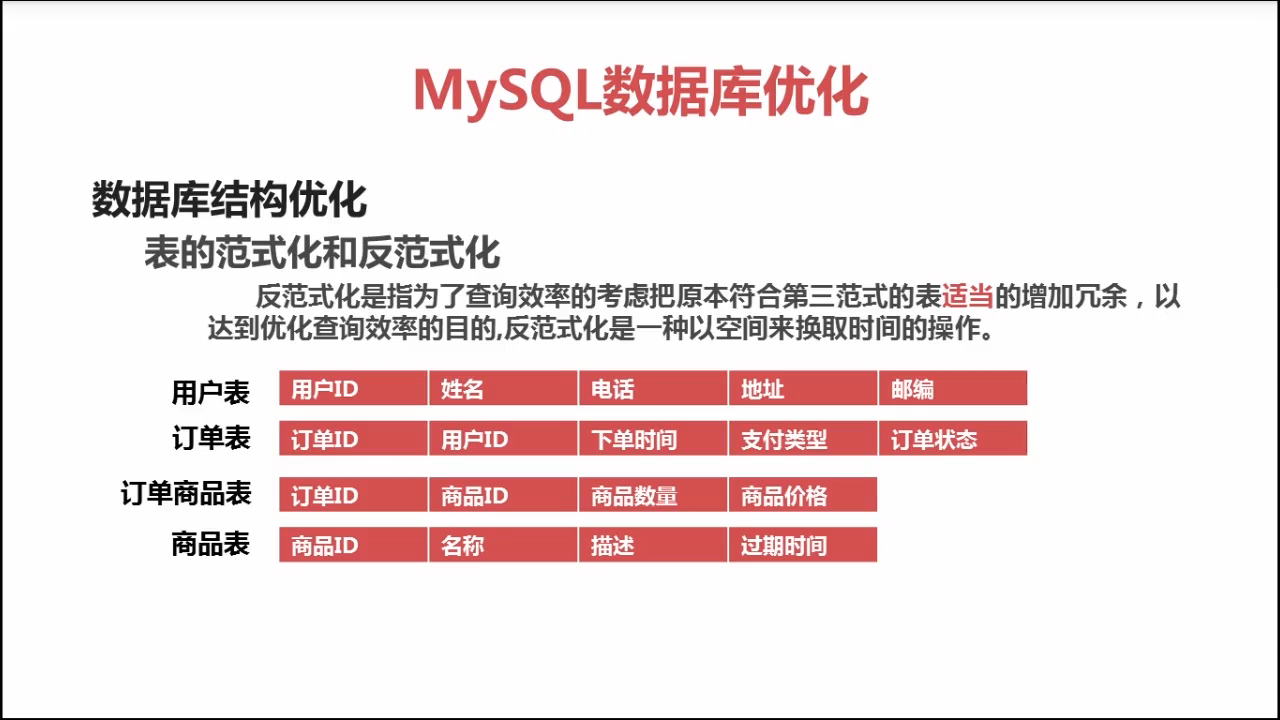 MySQL数据库优化
数据库结构优化
表的范式化和反范式化
反范式化是指为了查询效率的考虑把原本符合第三范式的表适当的增加冗余，以
达到优化查询效率的目的,反范式化是一种以空间来换取时间的操作。
用户表 用户ID 姓名 电话 地址 邮编
订单表 订单ID 用户ID 下单时间 支付类型 订单状态
订单商品表 订单ID 商品ID 商品数量 商品价格
商品表 商品ID 名称 描述 过期时间